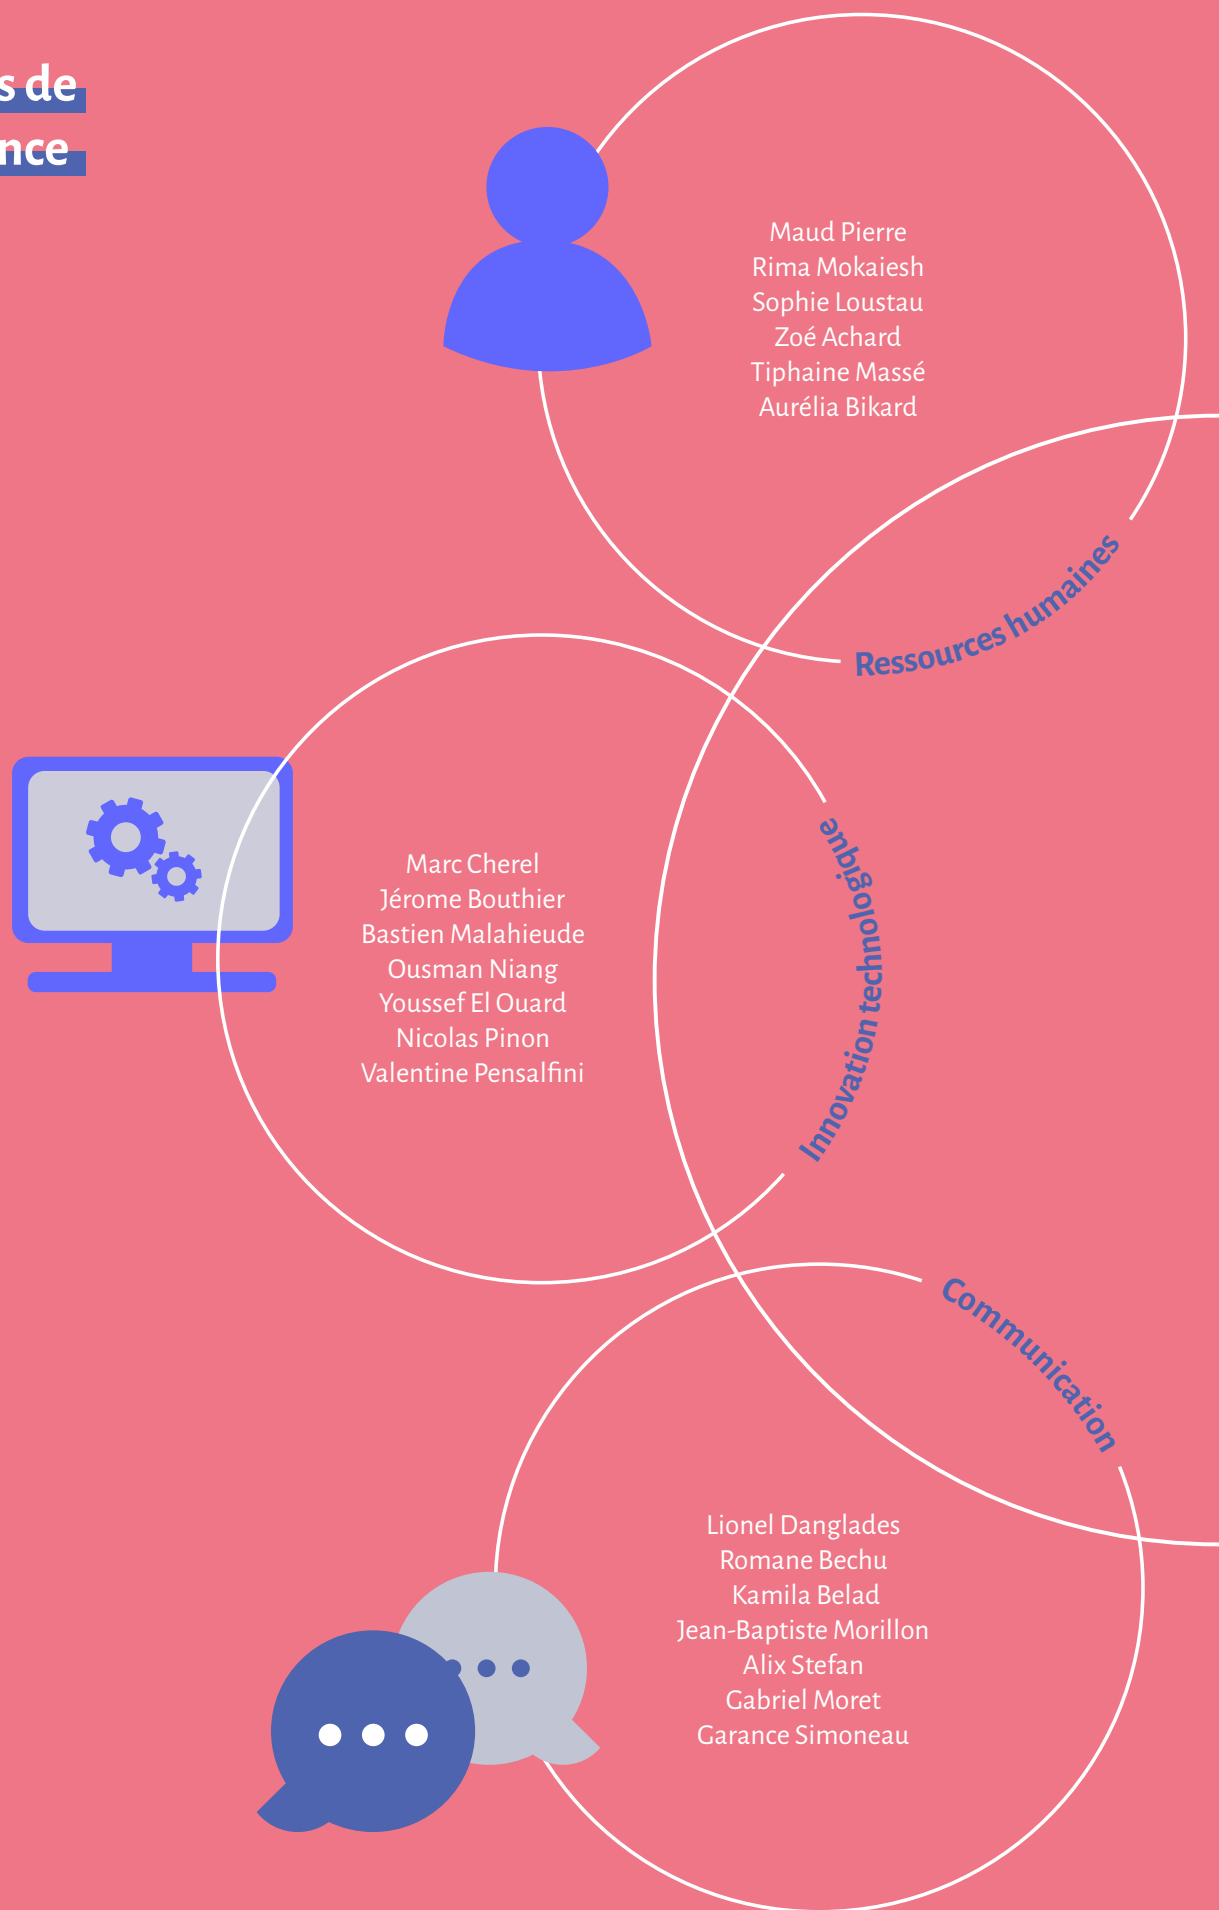 s de
nce
Maud Pierre
Rima Mokaiesh
Sophie Loustau
Zoé Achard
Tiphaine Massé
Aurélia Bikard
Ressources humaines
Marc Cherel
Jérome Bouthier
Bastien Malahieude
Ousman Niang
Youssef El Ouard
Nicolas Pinon
Valentine Pensalfini
Innovation technologique
Communication
Lionel Danglades
Romane Bechu
Kamila Belad
Jean-Baptiste Morillon
Alix Stefan
Gabriel Moret
Garance Simoneau